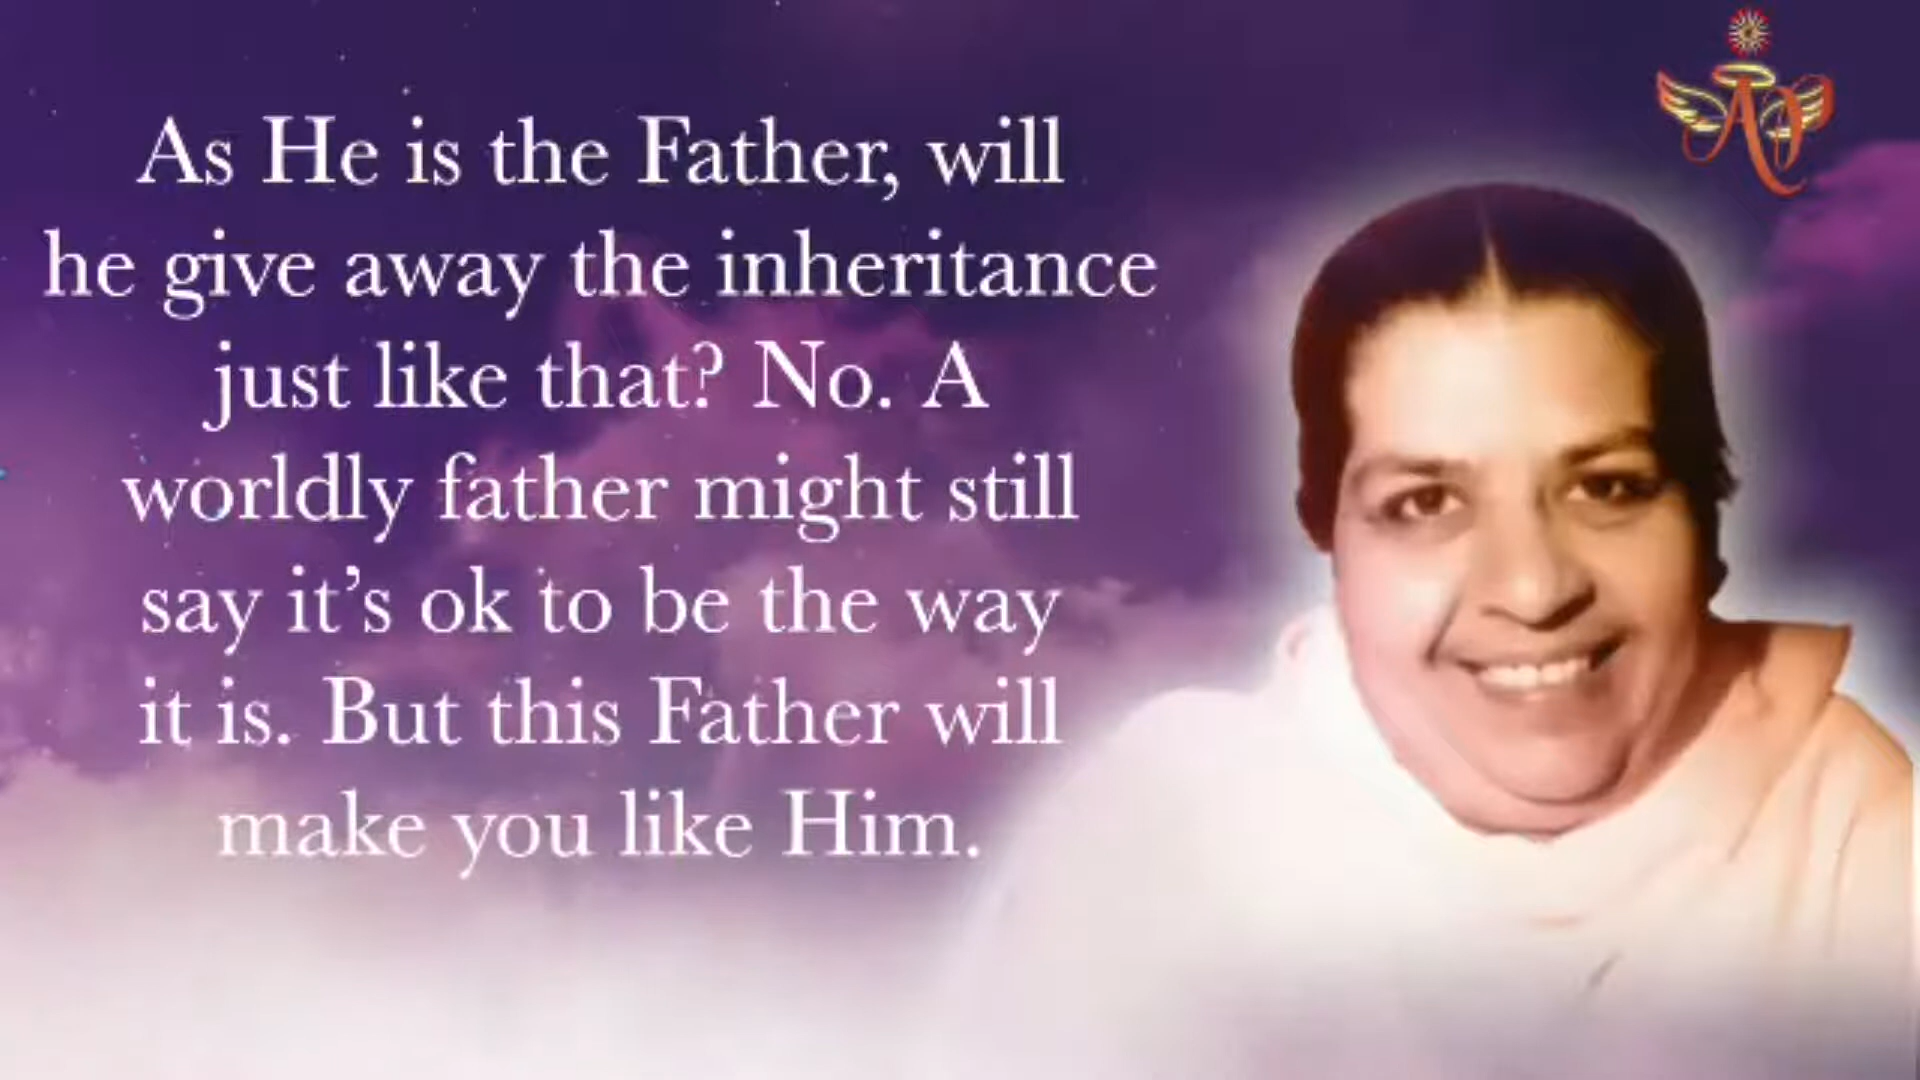 As He is the Father, will
he give away the inheritance
just like that? No. A
worldly father might still
say it’s ok to be the way
it is. But this Father will
make you like Him.